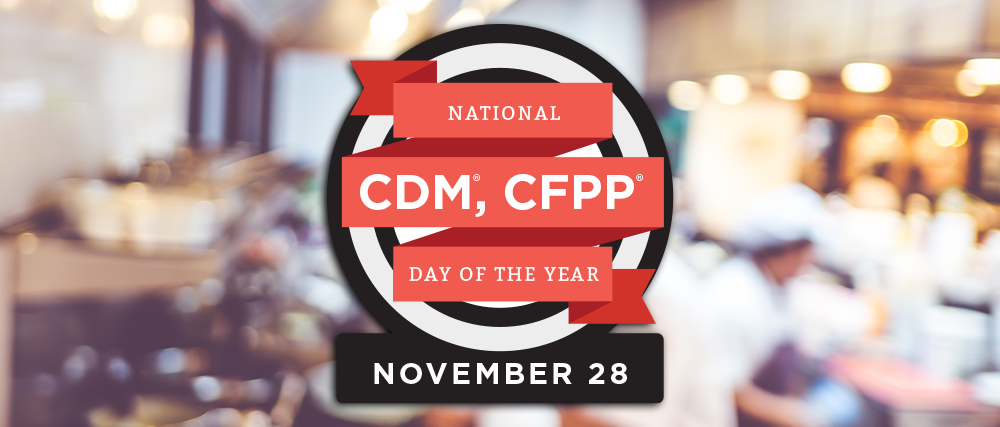 NATIONAL
CDM®, CFPP®
DAY OF THE YEAR
NOVEMBER 28